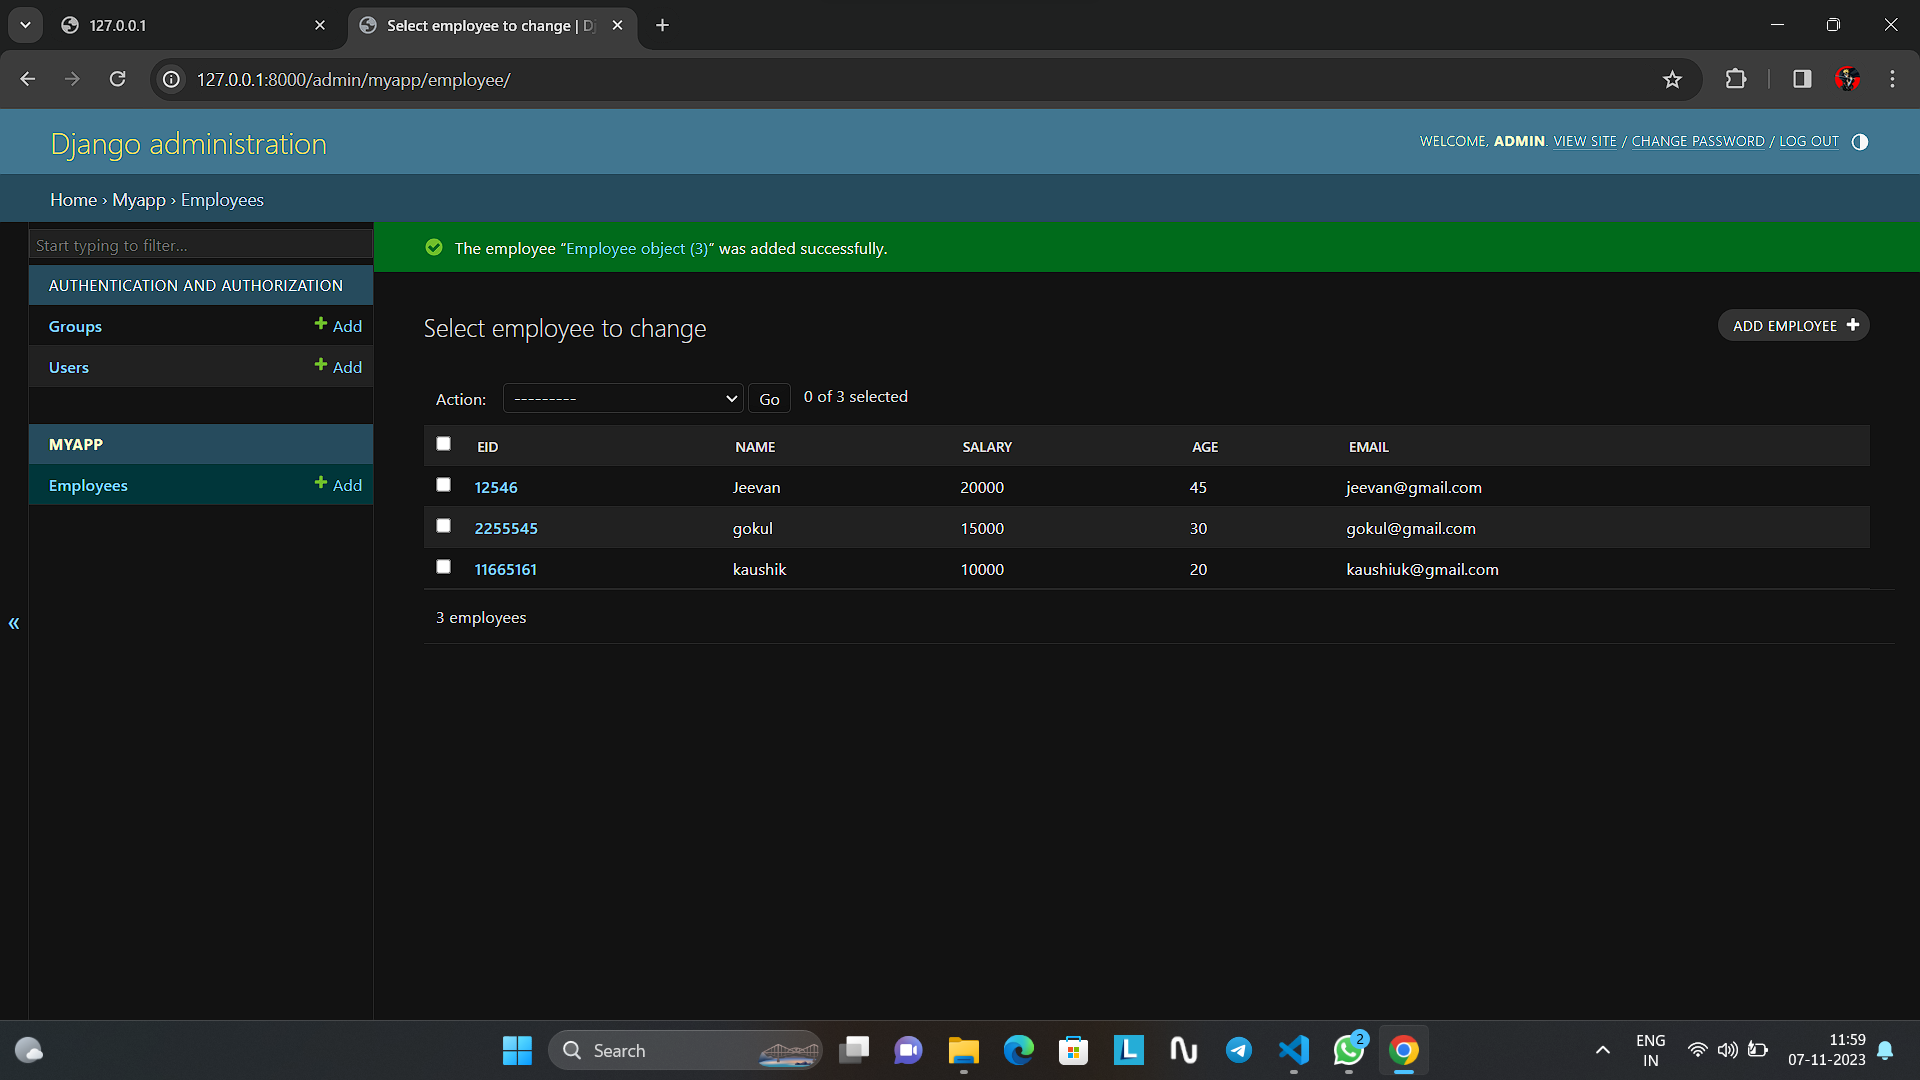 127.0.0.1
Select employee to change | Dj
127.0.0.1:8000/admin/myapp/employee/
Django administration
WELCOME, ADMIN. VIEW SITE / CHANGE PASSWORD / LOG OUT
Home › Myapp › Employees
Start typing to filter...
The employee “Employee object (3)” was added successfully.
AUTHENTICATION AND AUTHORIZATION
Groups + Add
Users + Add
MYAPP
Employees + Add
Select employee to change
ADD EMPLOYEE +
Action: --------- Go 0 of 3 selected
EID NAME SALARY AGE EMAIL
12546 Jeevan 20000 45 jeevan@gmail.com
2255545 gokul 15000 30 gokul@gmail.com
11665161 kaushik 10000 20 kaushiuk@gmail.com
3 employees
«
Search
L
2
ENG
IN
11:59
07-11-2023